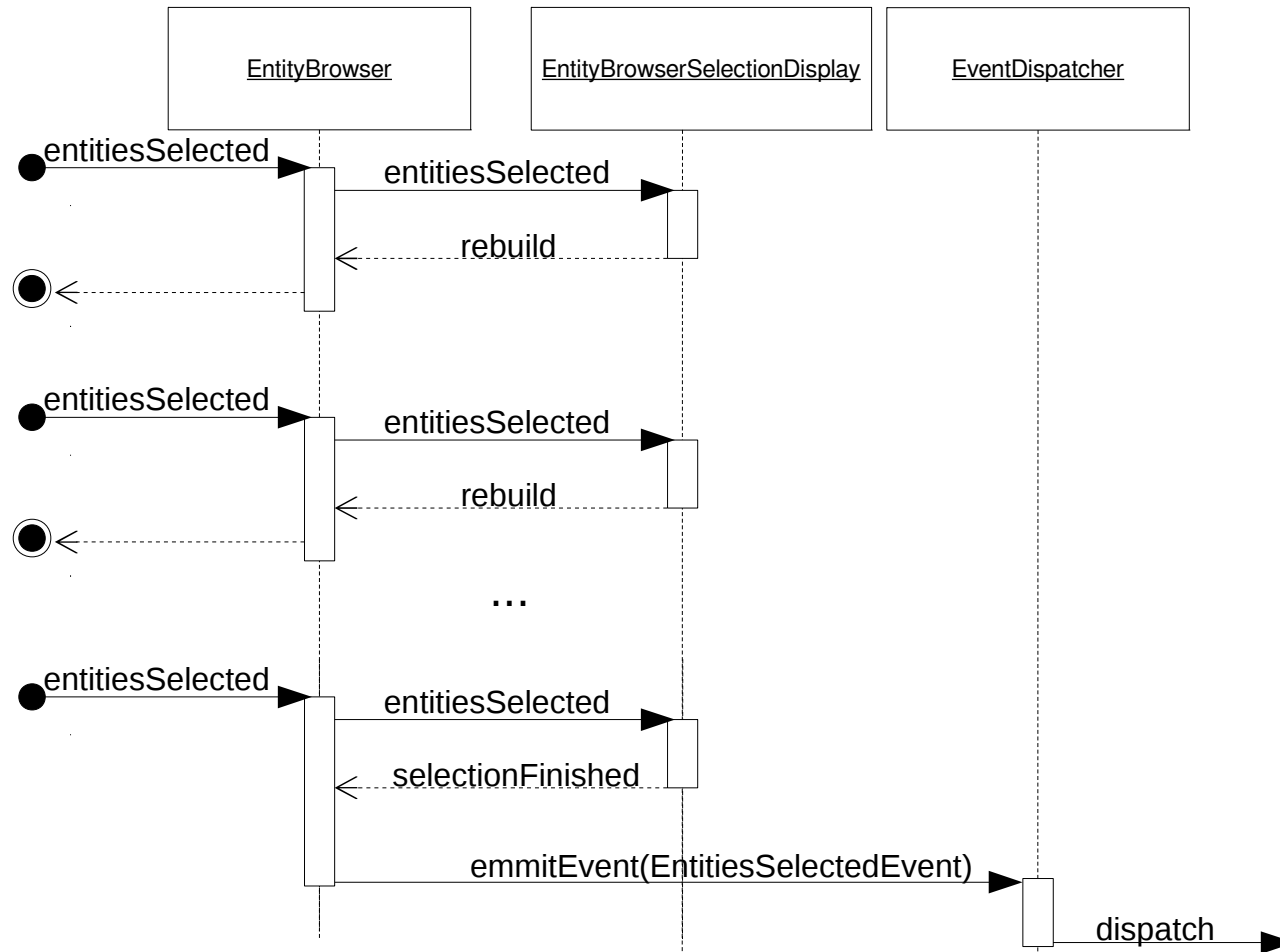 EntityBrowser
EntityBrowserSelectionDisplay
EventDispatcher
entitiesSelected
entitiesSelected
rebuild
entitiesSelected
entitiesSelected
rebuild
...
entitiesSelected
entitiesSelected
selectionFinished
emmitEvent(EntitiesSelectedEvent)
dispatch